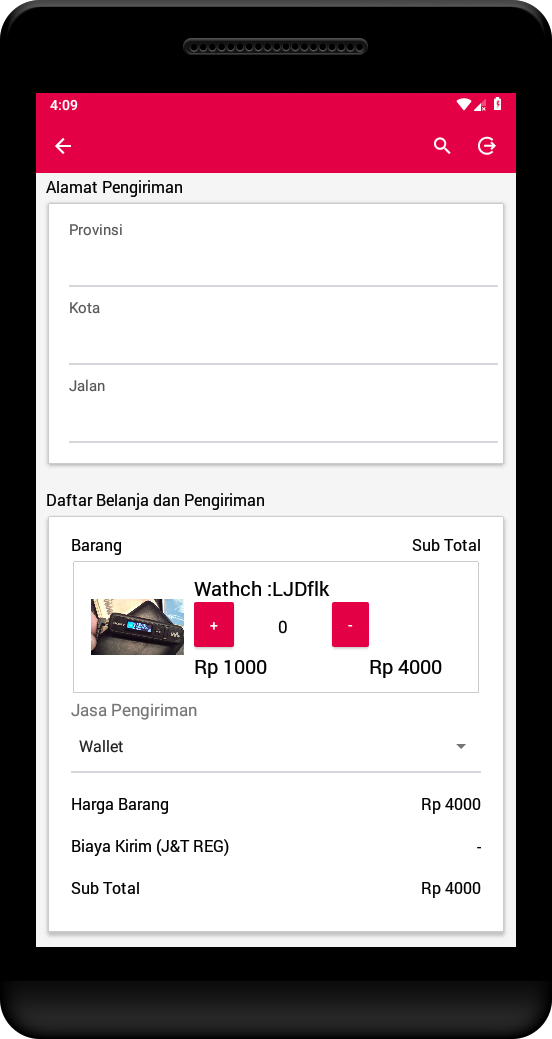 4:09
Alamat Pengiriman
Provinsi
Kota
Jalan
Daftar Belanja dan Pengiriman
Barang Sub Total
Wathch :LJDflk
+ 0 -
Rp 1000 Rp 4000
Jasa Pengiriman
Wallet
Harga Barang Rp 4000
Biaya Kirim (J&T REG) -
Sub Total Rp 4000